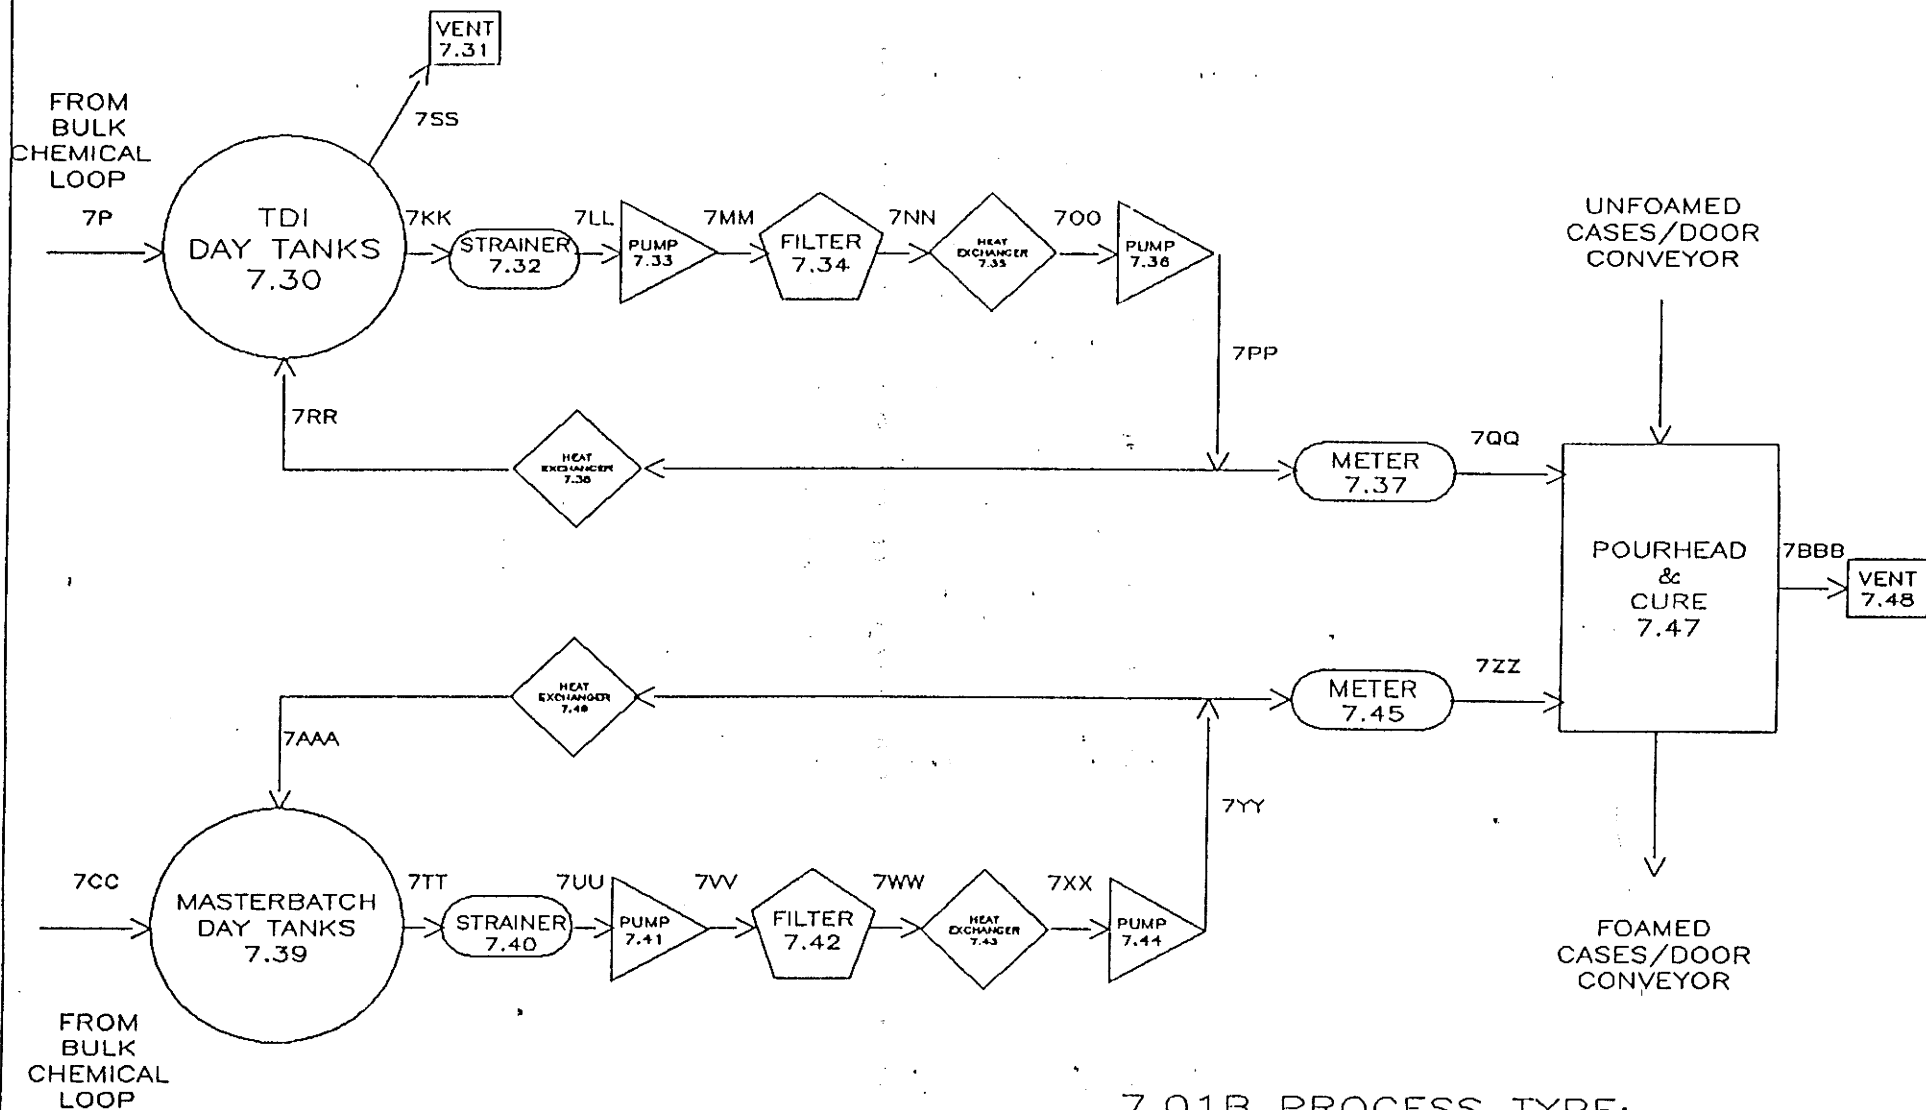 VENT
7.31
FROM
BULK
CHEMICAL
LOOP
7SS
7P
TDI
DAY TANKS
7.30
7KK
STRAINER
7.32
7LL
PUMP
7.33
7MM
FILTER
7.34
7NN
HEAT
EXCHANGER
7.35
7OO
PUMP
7.36
UNFOAMED
CASES/DOOR
CONVEYOR
7PP
7RR
HEAT
EXCHANGER
METER
7.37
7QQ
POURHEAD
&
CURE
7.47
7BBB
VENT
7.48
HEAT
EXCHANGER
METER
7.45
7ZZ
7AAA
7YY
7CC
MASTERBATCH
DAY TANKS
7.39
7TT
STRAINER
7.40
7UU
PUMP
7.41
7VV
FILTER
7.42
7WW
HEAT
EXCHANGER
7.43
7XX
PUMP
7.44
FOAMED
CASES/DOOR
CONVEYOR
FROM
BULK
CHEMICAL
LOOP
7.01B PROCESS TYPE: